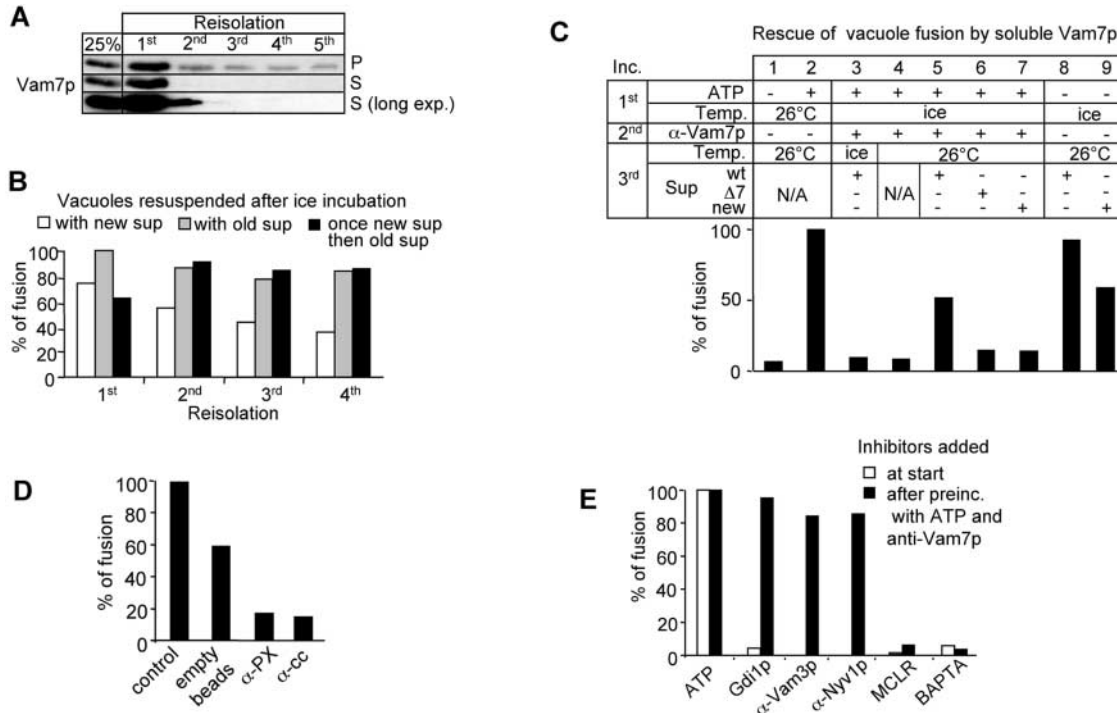 A
Reisolation
25% 1st 2nd 3rd 4th 5th
Vam7p
P
S
S (long exp.)
B
Vacuoles resuspended after ice incubation
with new sup with old sup once new sup then old sup
% of fusion
100
80
60
40
20
0
1st 2nd 3rd 4th
Reisolation
C
Rescue of vacuole fusion by soluble Vam7p
Inc. 1 2 3 4 5 6 7 8 9
1st ATP - + + + + + + - -
Temp. 26°C ice ice
2nd α-Vam7p - - + + + + + - -
3rd Temp. 26°C ice 26°C 26°C
Sup wt N/A + N/A + - - + -
Δ7 - - + - - -
new - - - + - +
% of fusion
100
50
0
D
% of fusion
100
80
60
40
20
0
control empty beads α-PX α-cc
E
Inhibitors added
at start
after preinc. with ATP and anti-Vam7p
% of fusion
100
80
60
40
20
0
ATP Gdi1p α-Vam3p α-Nyv1p MCLR BAPTA